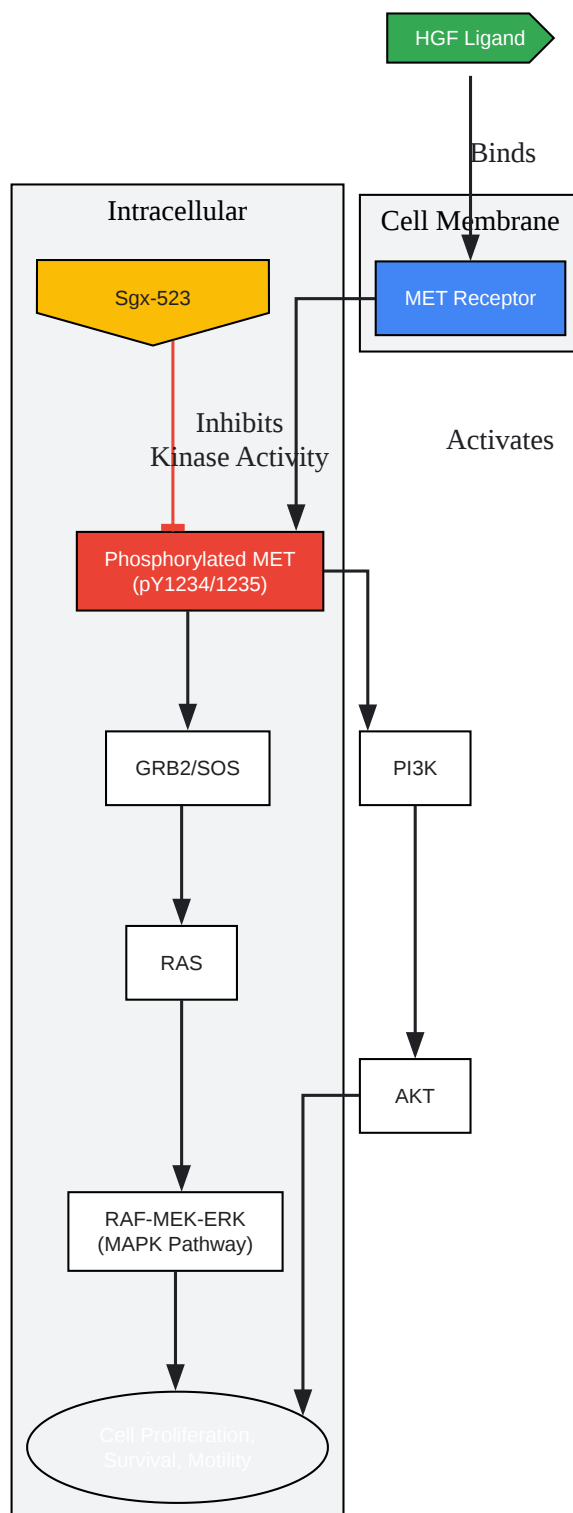 HGF Ligand
Binds
Intracellular
Cell Membrane
Sgx-523
MET Receptor
Inhibits
Kinase Activity
Activates
Phosphorylated MET
(pY1234/1235)
GRB2/SOS
PI3K
RAS
AKT
RAF-MEK-ERK
(MAPK Pathway)
Cell Proliferation,
Survival, Motility